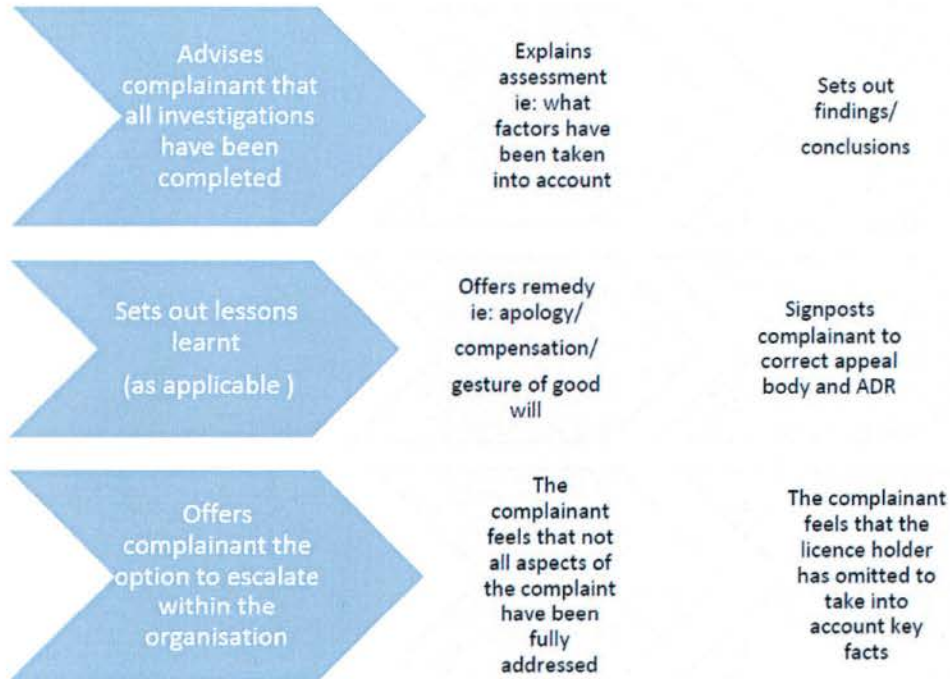 Advises
complainant that
all investigations
have been
completed
Explains
assessment
ie: what
factors have
been taken
into account
Sets out
findings/
conclusions
Sets out lessons
learnt
(as applicable )
Offers remedy
ie: apology/
compensation/
gesture of good
will
Signposts
complainant to
correct appeal
body and ADR
Offers
complainant the
option to escalate
within the
organisation
The
complainant
feels that not
all aspects of
the complaint
have been
fully
addressed
The complainant
feels that the
licence holder
has omitted to
take into
account key
facts